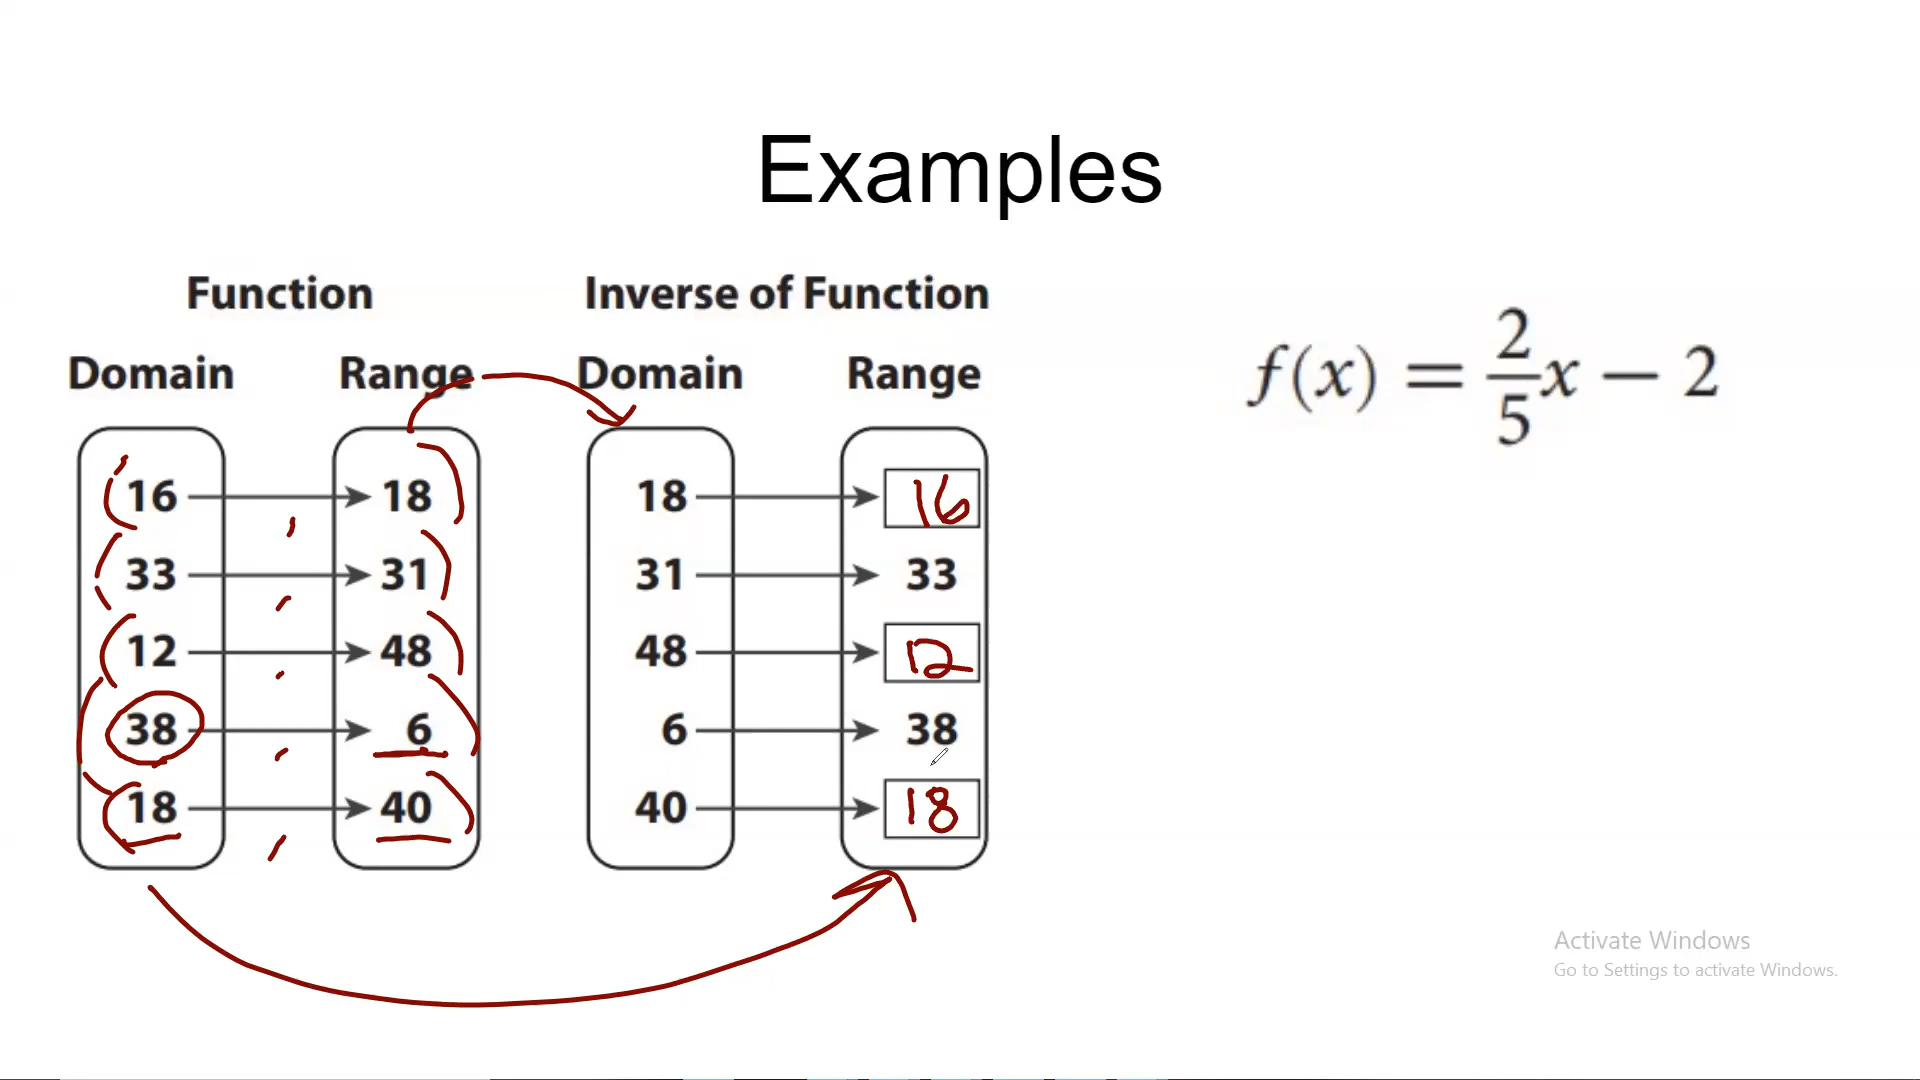 Examples
Function Inverse of Function
Domain Range Domain Range
16 18 18 16
33 31 31 33
12 48 48 12
38 6 6 38
18 40 40 18
f(x) = 2/5 x − 2
Activate Windows
Go to Settings to activate Windows.